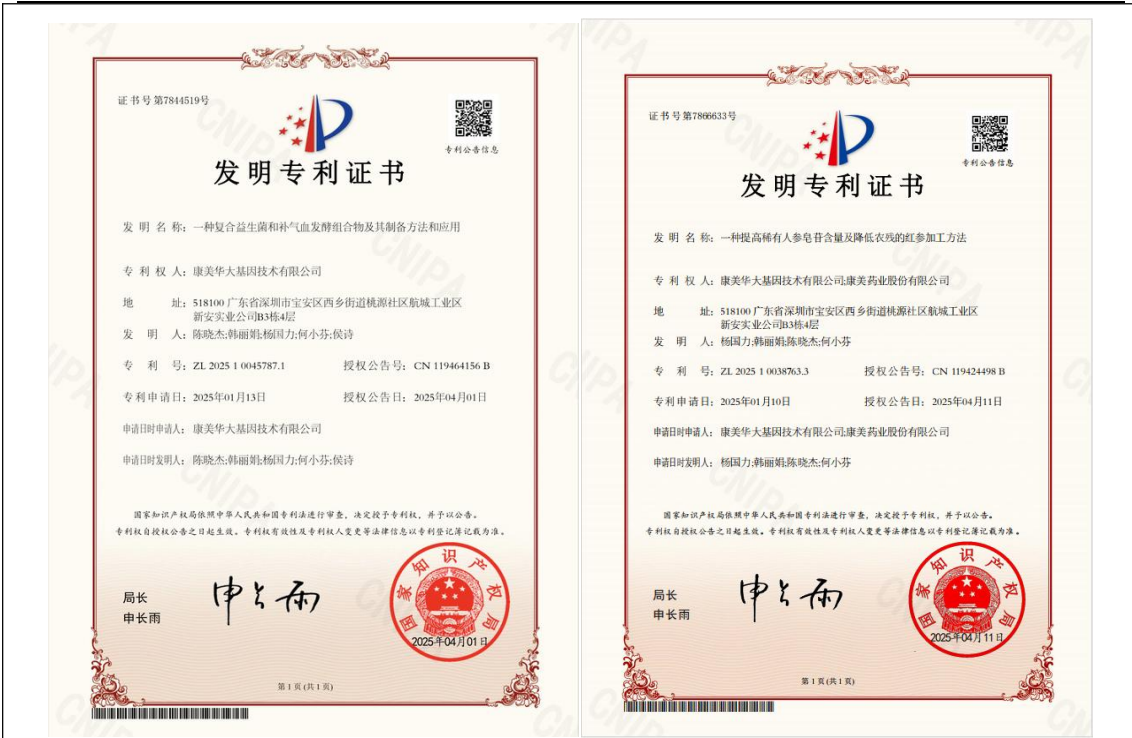 证书号第7844519号
专利公告信息
发明专利证书
发 明 名 称：一种复合益生菌和补气血发酵组合物及其制备方法和应用
专 利 权 人：康美华大基因技术有限公司
地 址：518100 广东省深圳市宝安区西乡街道桃源社区航城工业区
新安实业公司B3栋4层
发 明 人：陈晓杰;韩丽娟;杨国力;何小芬;侯诗
专 利 号：ZL 2025 1 0045787.1 授权公告号：CN 119464156 B
专利申请日：2025年01月13日 授权公告日：2025年04月01日
申请日时申请人：康美华大基因技术有限公司
申请日时发明人：陈晓杰;韩丽娟;杨国力;何小芬;侯诗
国家知识产权局依照中华人民共和国专利法进行审查，决定授予专利权，并予以公告。
专利权自授权公告之日起生效。专利权有效性及专利权人变更等法律信息以专利登记簿记载为准。
局长
申长雨
申长雨
国家知识产权局
2025年04月01日
第 1 页 (共 1 页)
证书号第7866633号
专利公告信息
发明专利证书
发 明 名 称：一种提高稀有人参皂苷含量及降低农残的红参加工方法
专 利 权 人：康美华大基因技术有限公司;康美药业股份有限公司
地 址：518100 广东省深圳市宝安区西乡街道桃源社区航城工业区
新安实业公司B3栋4层
发 明 人：杨国力;韩丽娟;陈晓杰;何小芬
专 利 号：ZL 2025 1 0038763.3 授权公告号：CN 119424498 B
专利申请日：2025年01月10日 授权公告日：2025年04月11日
申请日时申请人：康美华大基因技术有限公司;康美药业股份有限公司
申请日时发明人：杨国力;韩丽娟;陈晓杰;何小芬
国家知识产权局依照中华人民共和国专利法进行审查，决定授予专利权，并予以公告。
专利权自授权公告之日起生效。专利权有效性及专利权人变更等法律信息以专利登记簿记载为准。
局长
申长雨
申长雨
国家知识产权局
2025年04月11日
第 1 页 (共 1 页)
CNIPA